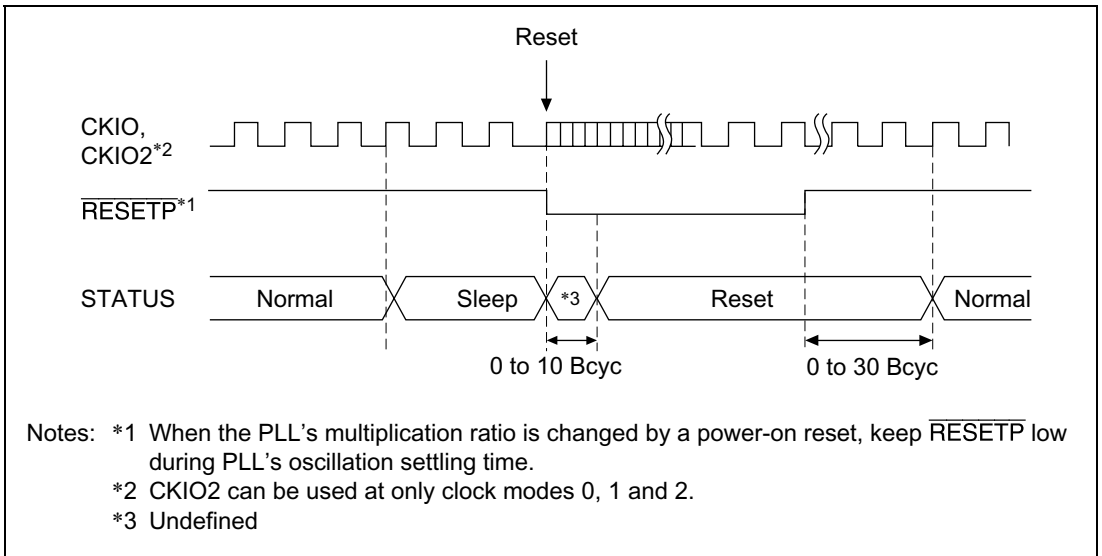 Reset
CKIO,
CKIO2*2
RESETP*1
STATUS Normal Sleep *3 Reset Normal
0 to 10 Bcyc 0 to 30 Bcyc
Notes: *1 When the PLL's multiplication ratio is changed by a power-on reset, keep RESETP low
during PLL's oscillation settling time.
*2 CKIO2 can be used at only clock modes 0, 1 and 2.
*3 Undefined